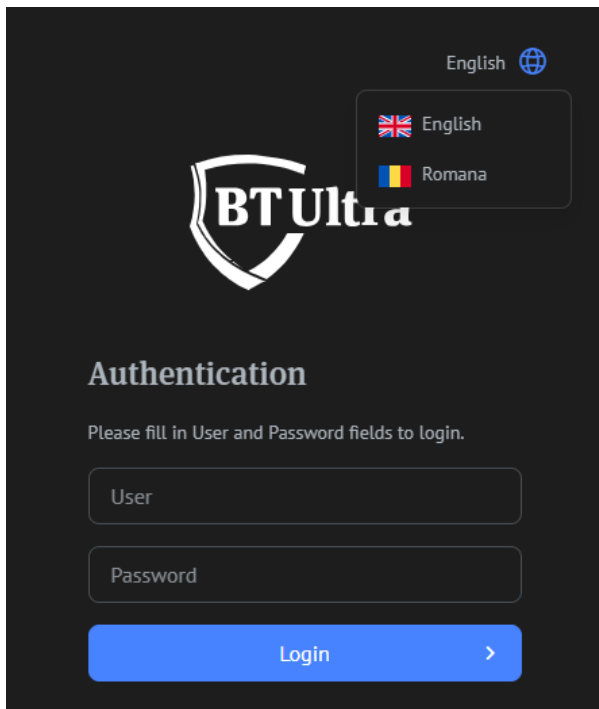 English
English
Romana
BT Ultra
Authentication
Please fill in User and Password fields to login.
User
Password
Login